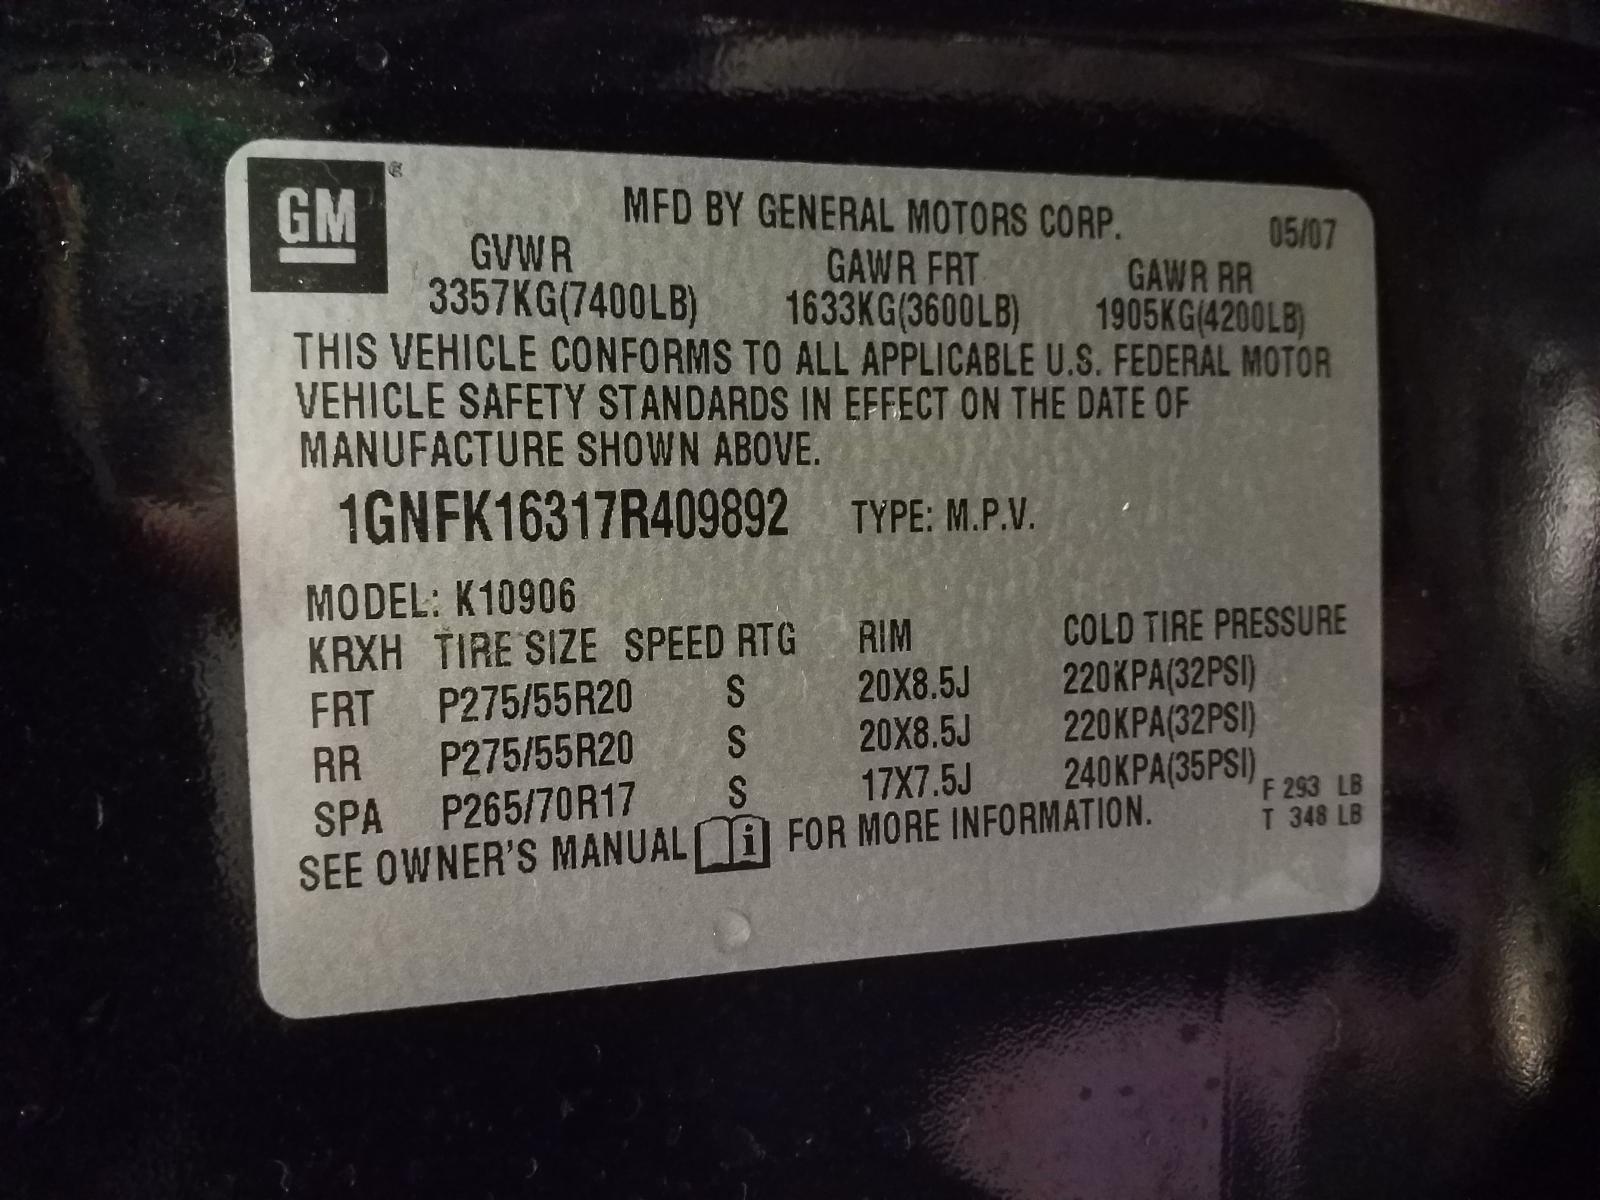 GM®
MFD BY GENERAL MOTORS CORP. 05/07
GVWR GAWR FRT GAWR RR
3357KG(7400LB) 1633KG(3600LB) 1905KG(4200LB)
THIS VEHICLE CONFORMS TO ALL APPLICABLE U.S. FEDERAL MOTOR
VEHICLE SAFETY STANDARDS IN EFFECT ON THE DATE OF
MANUFACTURE SHOWN ABOVE.
1GNFK16317R409892 TYPE: M.P.V.
MODEL: K10906
KRXH TIRE SIZE SPEED RTG RIM COLD TIRE PRESSURE
FRT P275/55R20 S 20X8.5J 220KPA(32PSI)
RR P275/55R20 S 20X8.5J 220KPA(32PSI)
SPA P265/70R17 S 17X7.5J 240KPA(35PSI) F 293 LB
SEE OWNER'S MANUAL i FOR MORE INFORMATION. T 348 LB